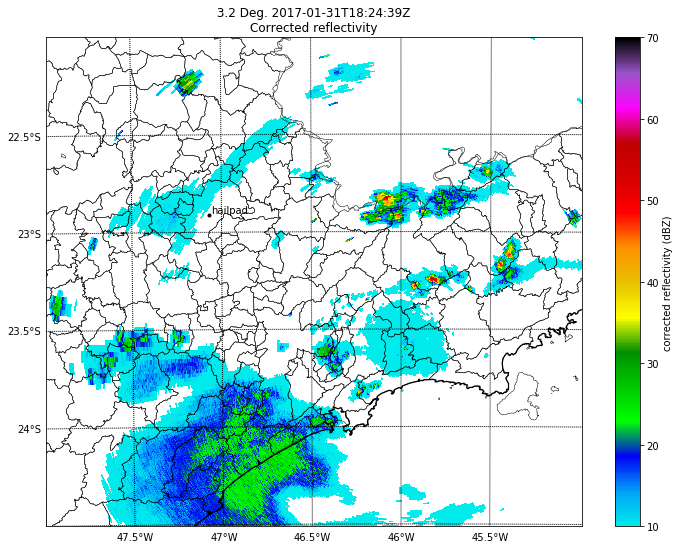 3.2 Deg. 2017-01-31T18:24:39Z
Corrected reflectivity
70
60
50
40
30
20
10
corrected reflectivity (dBZ)
22.5°S
23°S
23.5°S
24°S
hailpad
47.5°W
47°W
46.5°W
46°W
45.5°W